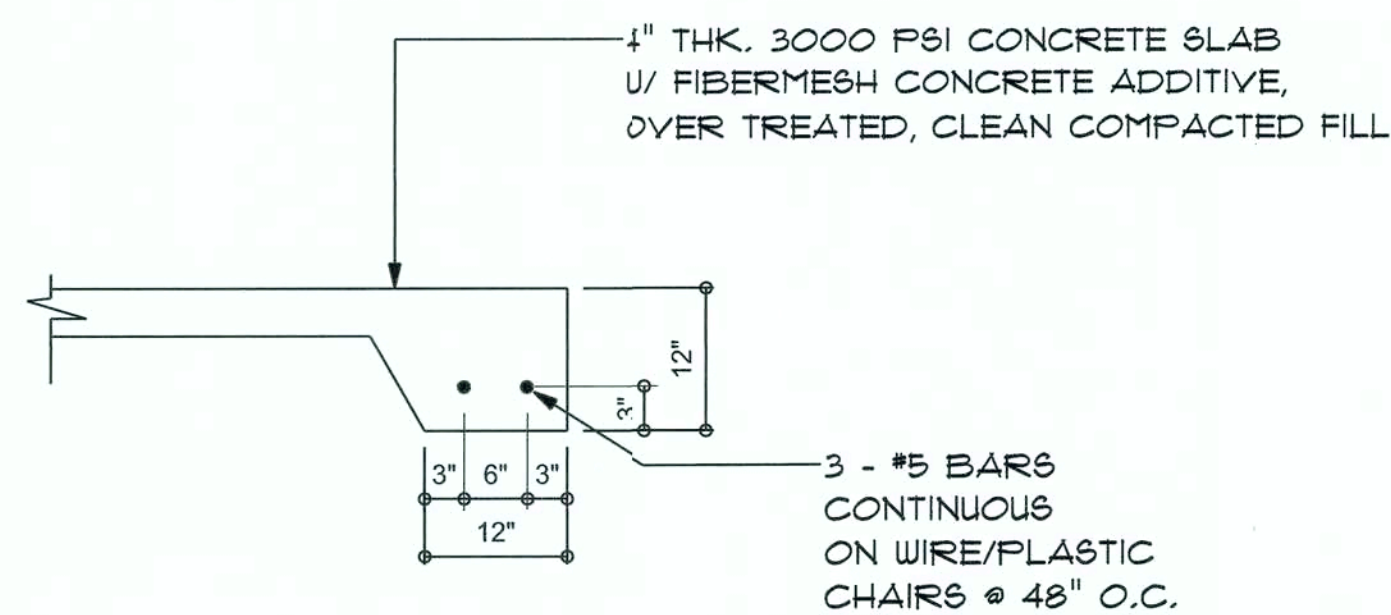 4" THK. 3000 PSI CONCRETE SLAB
W/ FIBERMESH CONCRETE ADDITIVE,
OVER TREATED, CLEAN COMPACTED FILL
12"
3"
3" 6" 3"
12"
3 - #5 BARS
CONTINUOUS
ON WIRE/PLASTIC
CHAIRS @ 48" O.C.